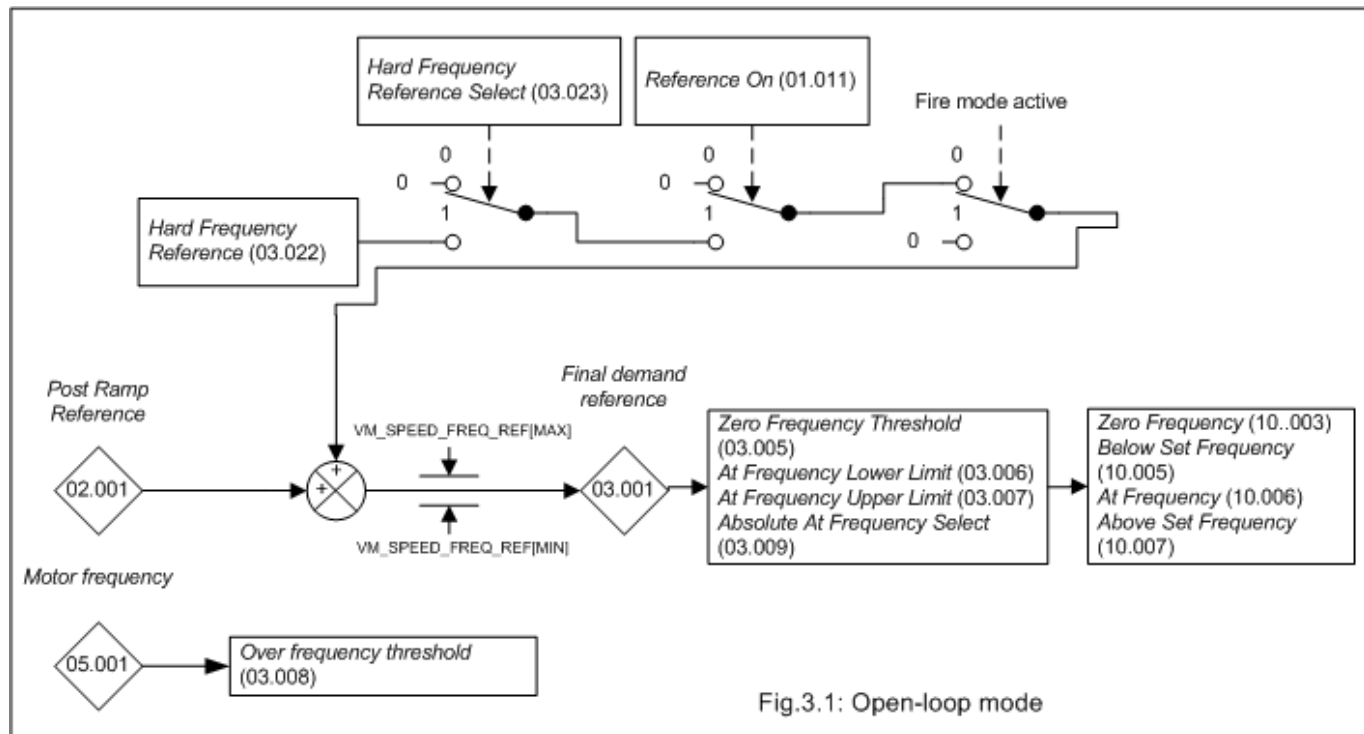 Hard Frequency
Reference Select (03.023)
Reference On (01.011)
Fire mode active
0
0
0
0
0
1
1
1
0
Hard Frequency
Reference (03.022)
Post Ramp
Reference
02.001
+
+
VM_SPEED_FREQ_REF[MAX]
VM_SPEED_FREQ_REF[MIN]
Final demand
reference
03.001
Zero Frequency Threshold
(03.005)
At Frequency Lower Limit (03.006)
At Frequency Upper Limit (03.007)
Absolute At Frequency Select
(03.009)
Zero Frequency (10..003)
Below Set Frequency
(10.005)
At Frequency (10.006)
Above Set Frequency
(10.007)
Motor frequency
05.001
Over frequency threshold
(03.008)
Fig.3.1: Open-loop mode